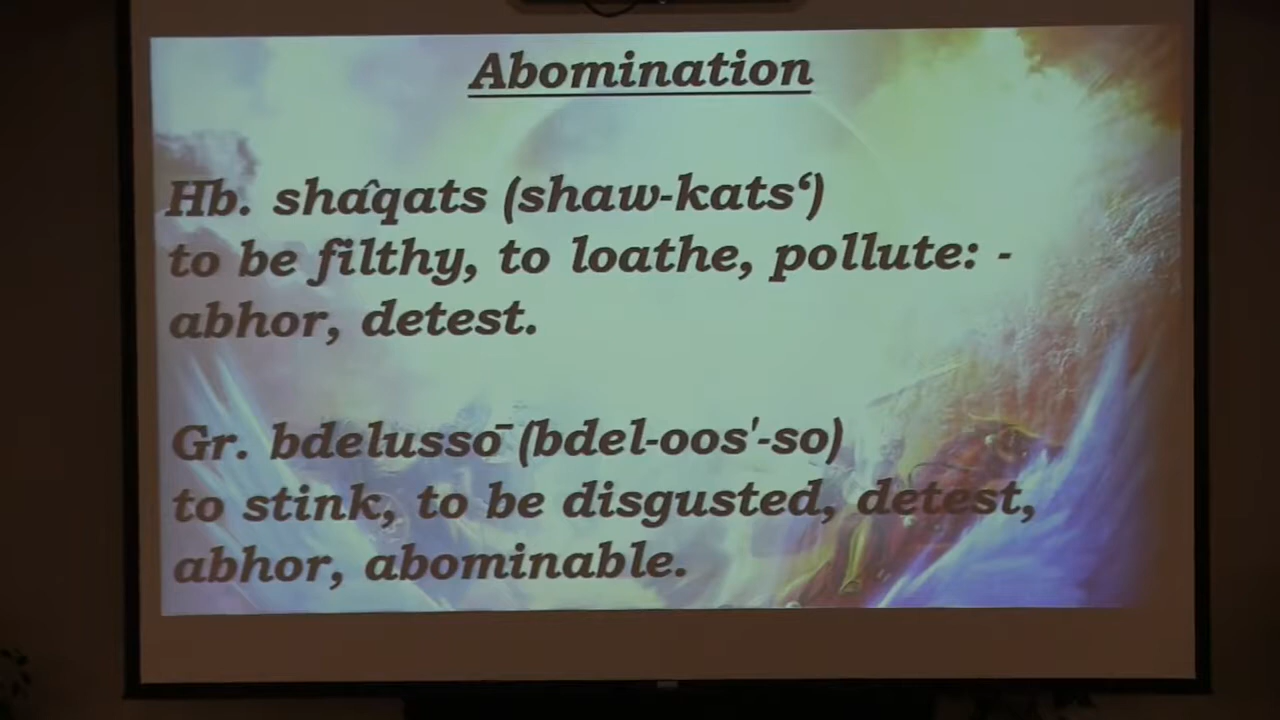 Abomination
Hb. shâqats (shaw-kats‘)
to be filthy, to loathe, pollute: -
abhor, detest.
Gr. bdelussō (bdel-oos'-so)
to stink, to be disgusted, detest,
abhor, abominable.